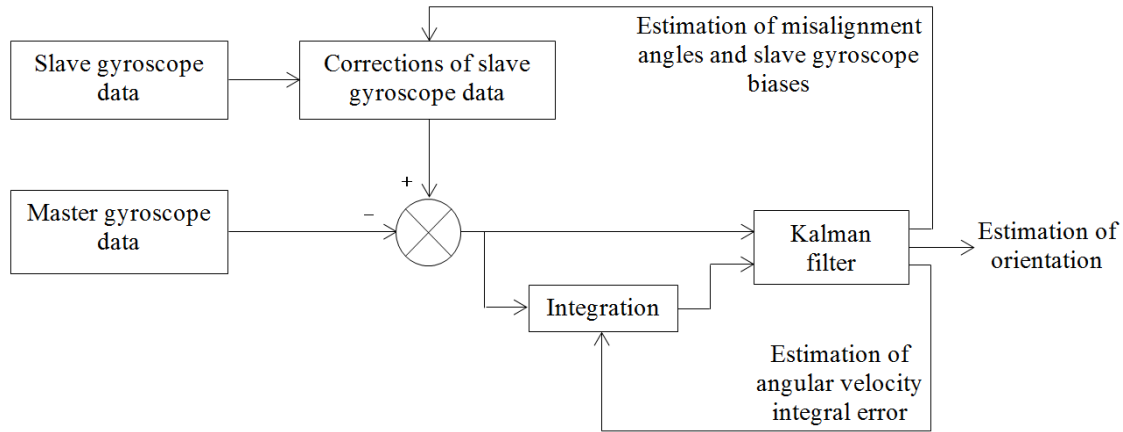 Slave gyroscope
data
Corrections of slave
gyroscope data
Estimation of misalignment
angles and slave gyroscope
biases
+
Master gyroscope
data
–
Kalman
filter
Estimation of
orientation
Integration
Estimation of
angular velocity
integral error